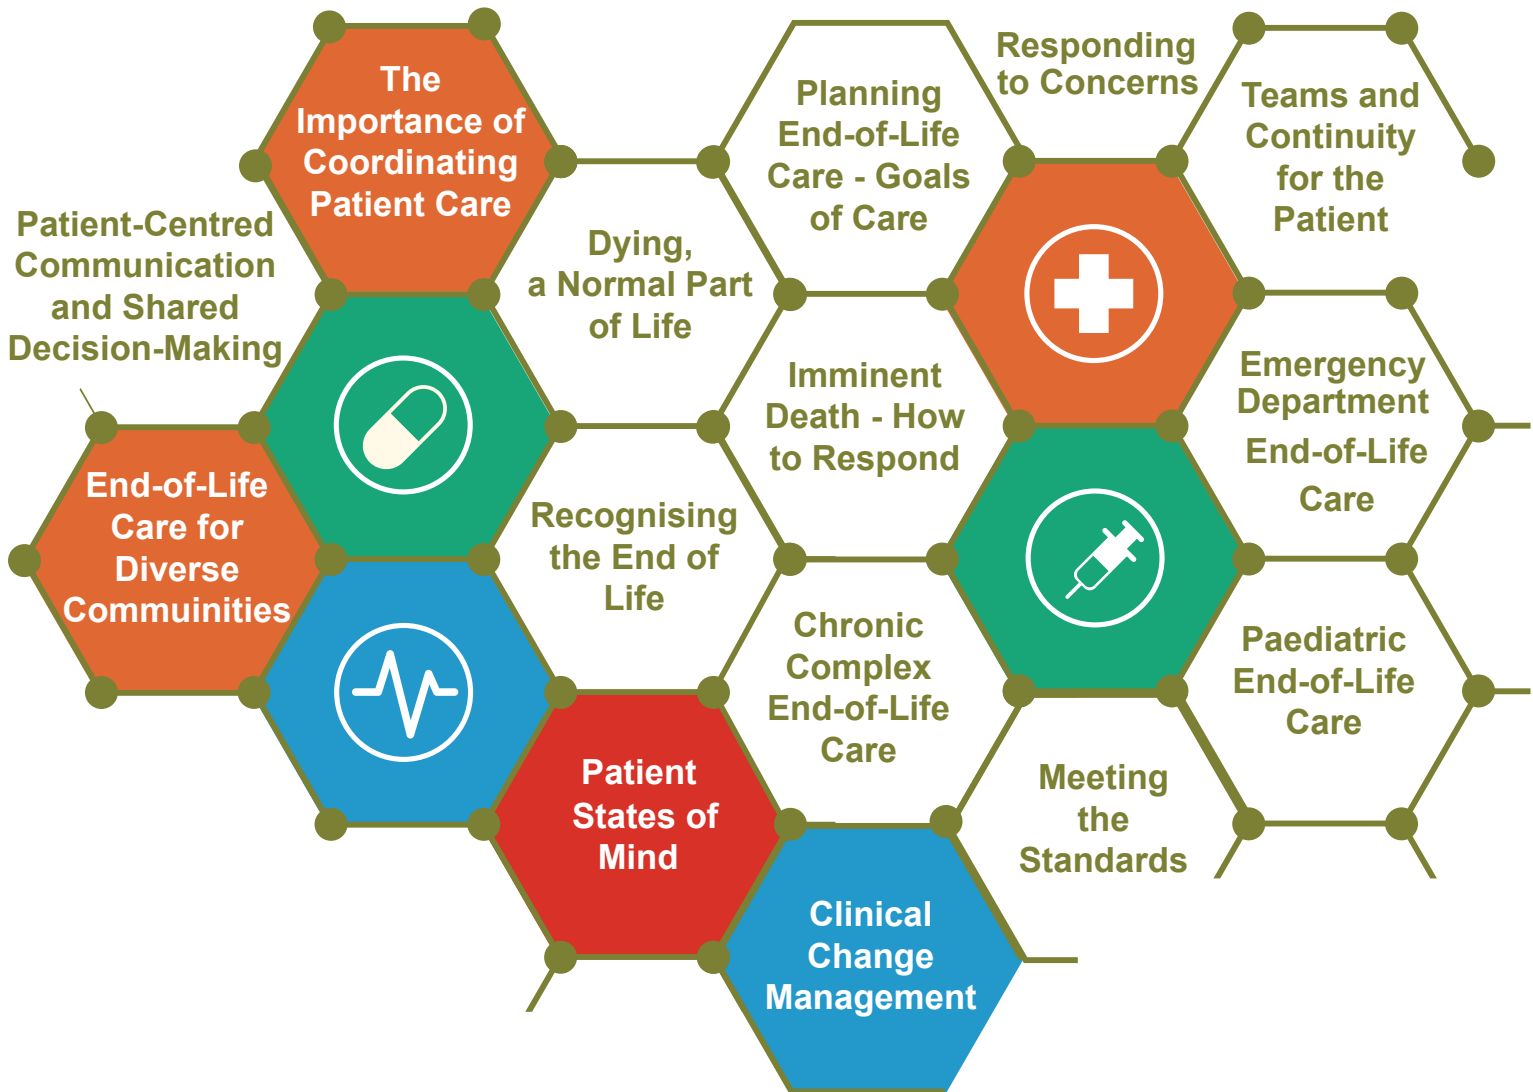 The
Importance of
Coordinating
Patient Care
Planning
End-of-Life
Care - Goals
of Care
Responding
to Concerns
Teams and
Continuity
for the
Patient
Patient-Centred
Communication
and Shared
Decision-Making
Dying,
a Normal Part
of Life
Imminent
Death - How
to Respond
Emergency
Department
End-of-Life
Care
End-of-Life
Care for
Diverse
Commuinities
Recognising
the End of
Life
Chronic
Complex
End-of-Life
Care
Paediatric
End-of-Life
Care
Patient
States of
Mind
Meeting
the
Standards
Clinical
Change
Management